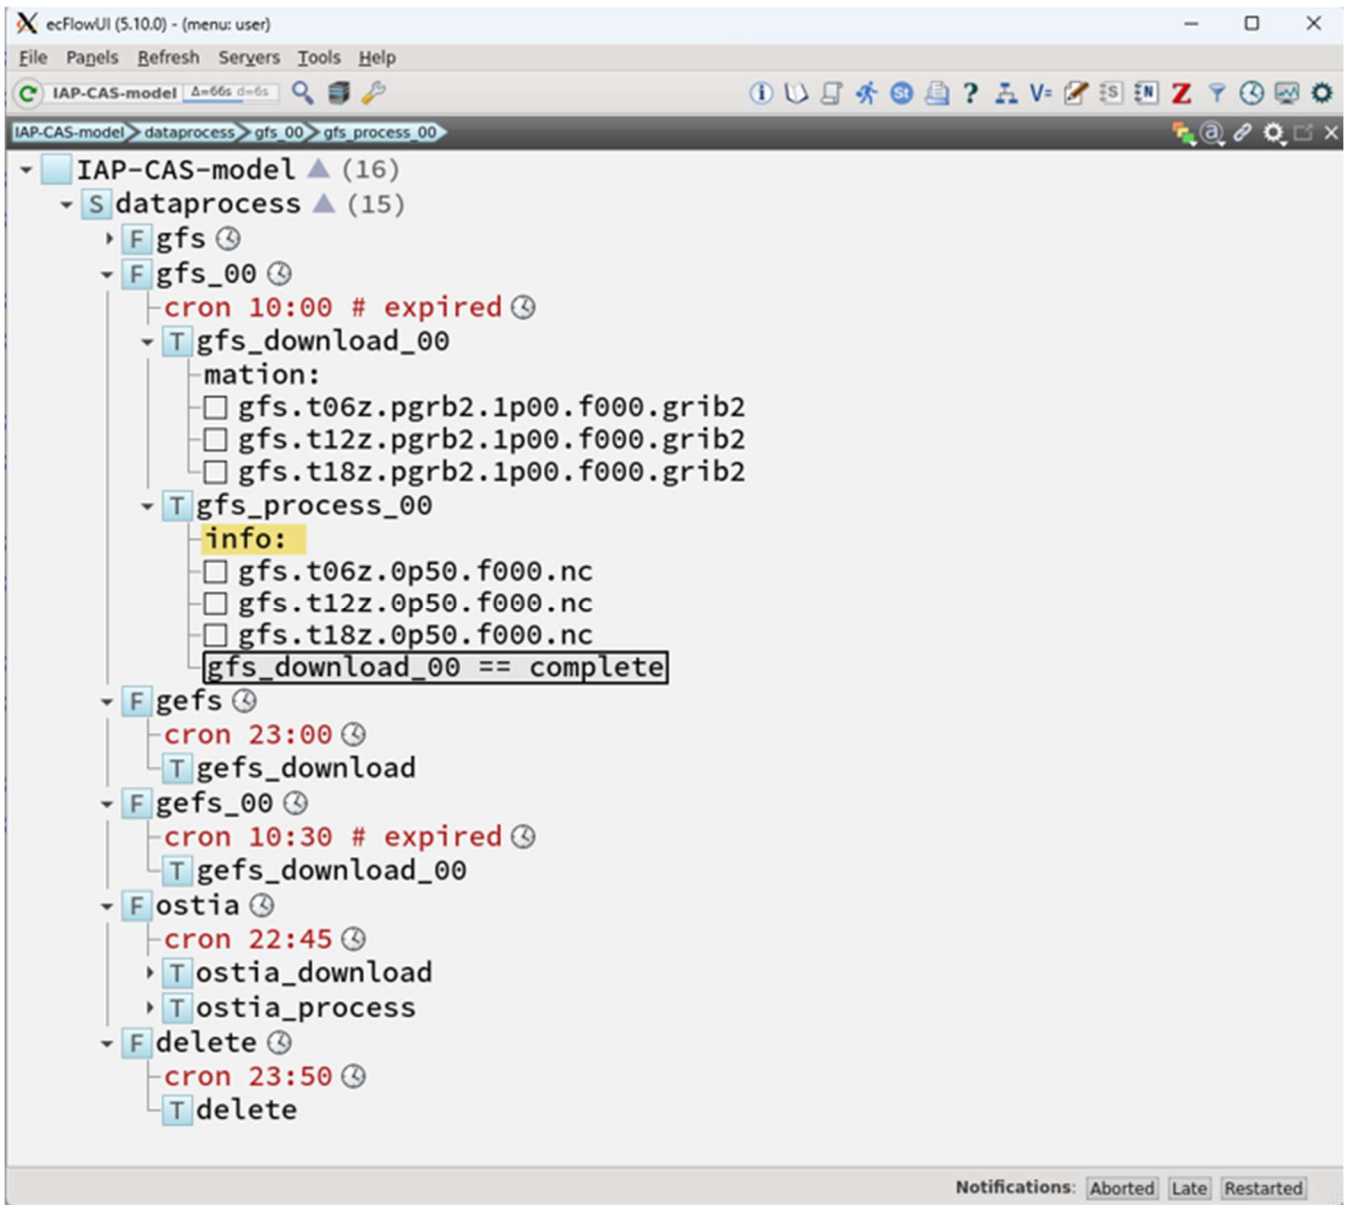 ecFlowUI (5.10.0) - (menu: user)
File Panels Refresh Servers Tools Help
IAP-CAS-model Δ=66s d=6s
IAP-CAS-model dataprocess gfs_00 gfs_process_00
IAP-CAS-model (16)
S dataprocess (15)
F gfs
F gfs_00
cron 10:00 # expired
T gfs_download_00
mation:
gfs.t06z.pgrb2.1p00.f000.grib2
gfs.t12z.pgrb2.1p00.f000.grib2
gfs.t18z.pgrb2.1p00.f000.grib2
T gfs_process_00
info:
gfs.t06z.0p50.f000.nc
gfs.t12z.0p50.f000.nc
gfs.t18z.0p50.f000.nc
gfs_download_00 == complete
F gefs
cron 23:00
T gefs_download
F gefs_00
cron 10:30 # expired
T gefs_download_00
F ostia
cron 22:45
T ostia_download
T ostia_process
F delete
cron 23:50
T delete
Notifications: Aborted Late Restarted